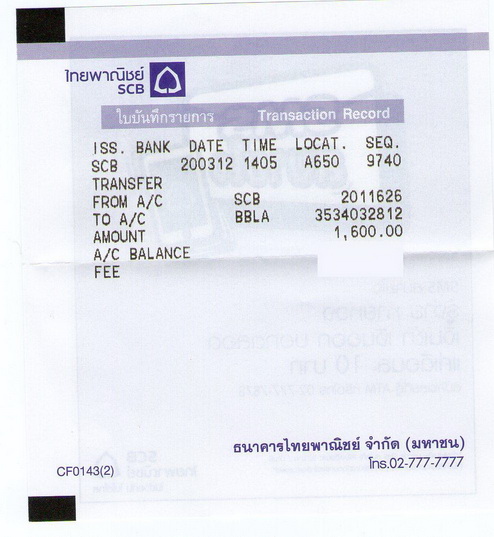 ไทยพาณิชย์
SCB
ใบบันทึกรายการ Transaction Record
ISS. BANK DATE TIME LOCAT. SEQ.
SCB 200312 1405 A650 9740
TRANSFER
FROM A/C SCB 2011626
TO A/C BBLA 3534032812
AMOUNT 1,600.00
A/C BALANCE
FEE
ธนาคารไทยพาณิชย์ จำกัด (มหาชน)
CF0143(2) โทร.02-777-7777